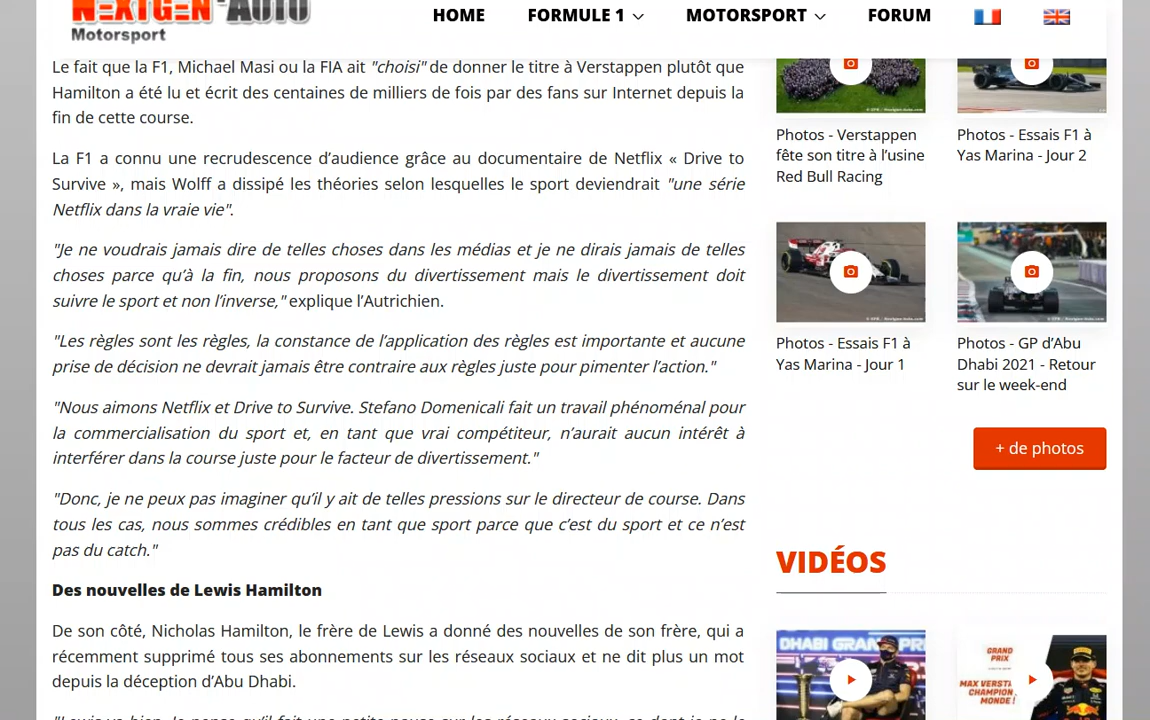 NEXTGEN-AUTO
Motorsport
HOME
FORMULE 1
MOTORSPORT
FORUM
Le fait que la F1, Michael Masi ou la FIA ait "choisi" de donner le titre à Verstappen plutôt que
Hamilton a été lu et écrit des centaines de milliers de fois par des fans sur Internet depuis la
fin de cette course.
La F1 a connu une recrudescence d’audience grâce au documentaire de Netflix « Drive to
Survive », mais Wolff a dissipé les théories selon lesquelles le sport deviendrait "une série
Netflix dans la vraie vie".
"Je ne voudrais jamais dire de telles choses dans les médias et je ne dirais jamais de telles
choses parce qu’à la fin, nous proposons du divertissement mais le divertissement doit
suivre le sport et non l’inverse," explique l’Autrichien.
"Les règles sont les règles, la constance de l’application des règles est importante et aucune
prise de décision ne devrait jamais être contraire aux règles juste pour pimenter l’action."
"Nous aimons Netflix et Drive to Survive. Stefano Domenicali fait un travail phénoménal pour
la commercialisation du sport et, en tant que vrai compétiteur, n’aurait aucun intérêt à
interférer dans la course juste pour le facteur de divertissement."
"Donc, je ne peux pas imaginer qu’il y ait de telles pressions sur le directeur de course. Dans
tous les cas, nous sommes crédibles en tant que sport parce que c’est du sport et ce n’est
pas du catch."
Des nouvelles de Lewis Hamilton
De son côté, Nicholas Hamilton, le frère de Lewis a donné des nouvelles de son frère, qui a
récemment supprimé tous ses abonnements sur les réseaux sociaux et ne dit plus un mot
depuis la déception d’Abu Dhabi.
Photos - Verstappen
fête son titre à l’usine
Red Bull Racing
Photos - Essais F1 à
Yas Marina - Jour 2
Photos - Essais F1 à
Yas Marina - Jour 1
Photos - GP d’Abu
Dhabi 2021 - Retour
sur le week-end
+ de photos
VIDÉOS
DHABI GRAND PRI
GRAND
PRIX
MAX VERST
CHAMPION
MONDE !